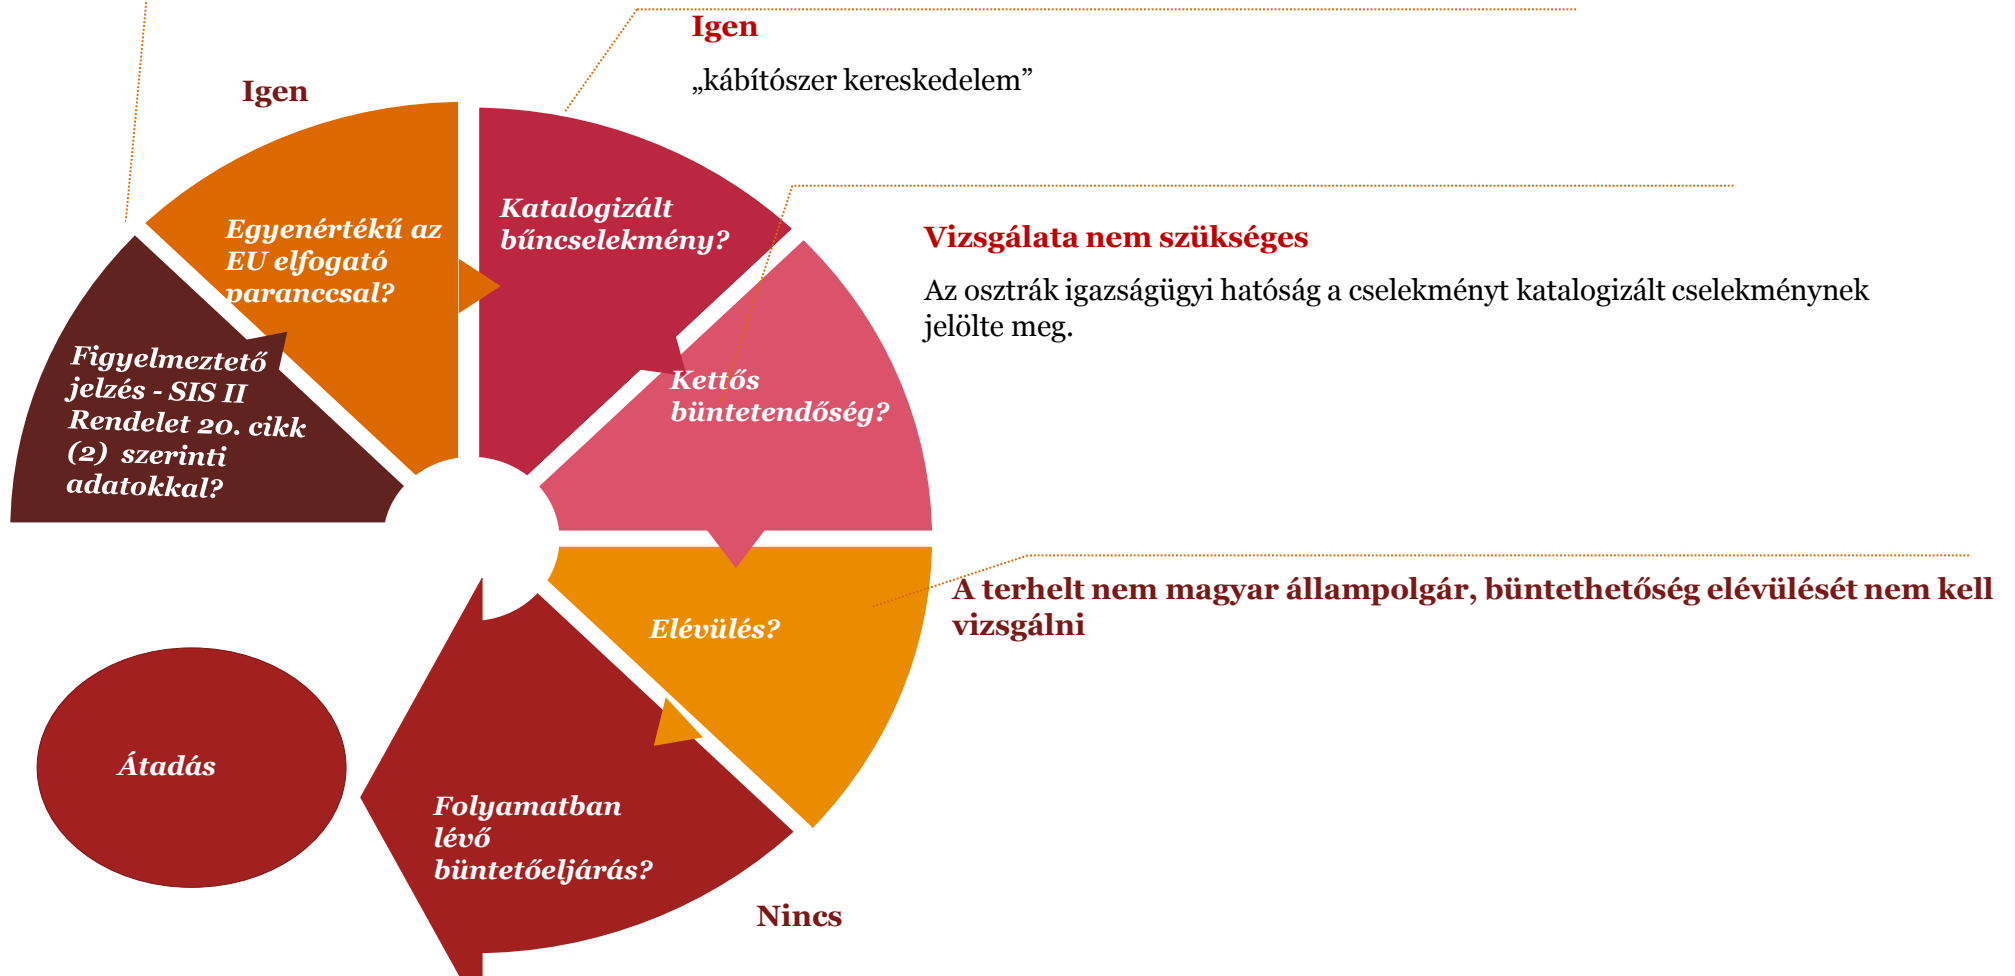 Igen
„kábítószer kereskedelem”
Igen
Egyenértékű az
EU elfogató
paranccsal?
Katalogizált
bűncselekmény?
Vizsgálata nem szükséges
Az osztrák igazságügyi hatóság a cselekményt katalogizált cselekménynek
jelölte meg.
Figyelmeztető
jelzés - SIS II
Rendelet 20. cikk
(2) szerinti
adatokkal?
Kettős
büntetendőség?
A terhelt nem magyar állampolgár, büntethetőség elévülését nem kell
vizsgálni
Elévülés?
Átadás
Folyamatban
lévő
büntetőeljárás?
Nincs